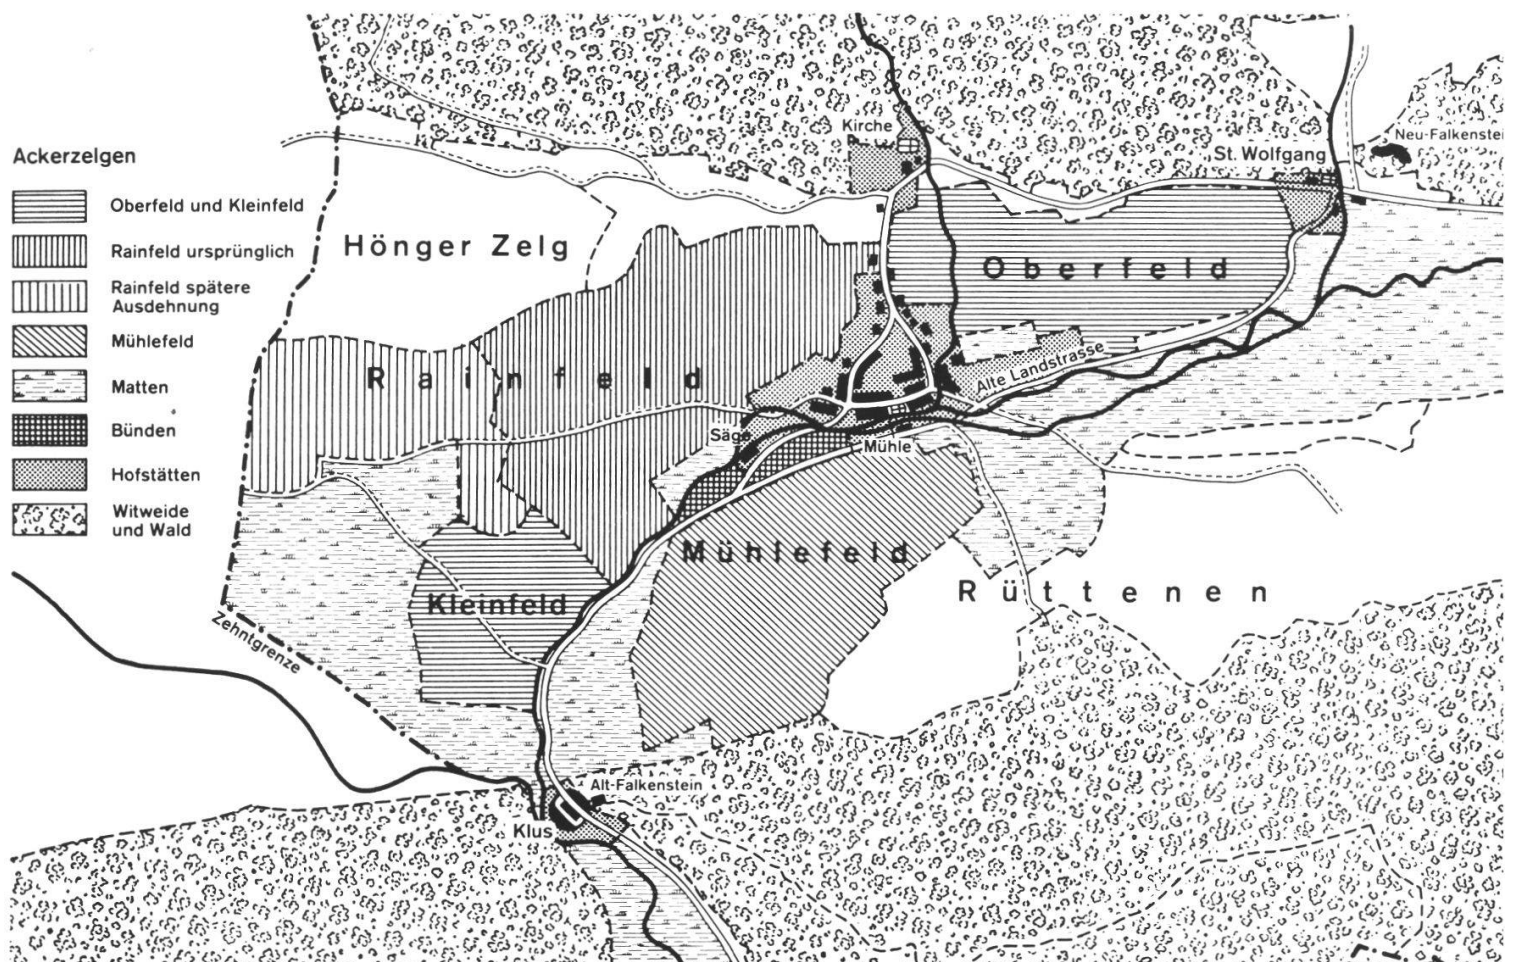 Ackerzelgen
Oberfeld und Kleinfeld
Rainfeld ursprünglich
Rainfeld spätere
Ausdehnung
Mühlefeld
Matten
Bünden
Hofstätten
Witweide
und Wald
Kirche
Neu-Falkenstei
St. Wolfgang
Hönger Zelg
Oberfeld
Alte Landstrasse
Rainfeld
Säge
Mühle
Mühlefeld
Rüttenen
Kleinfeld
Zehntgrenze
Alt-Falkenstein
Klus